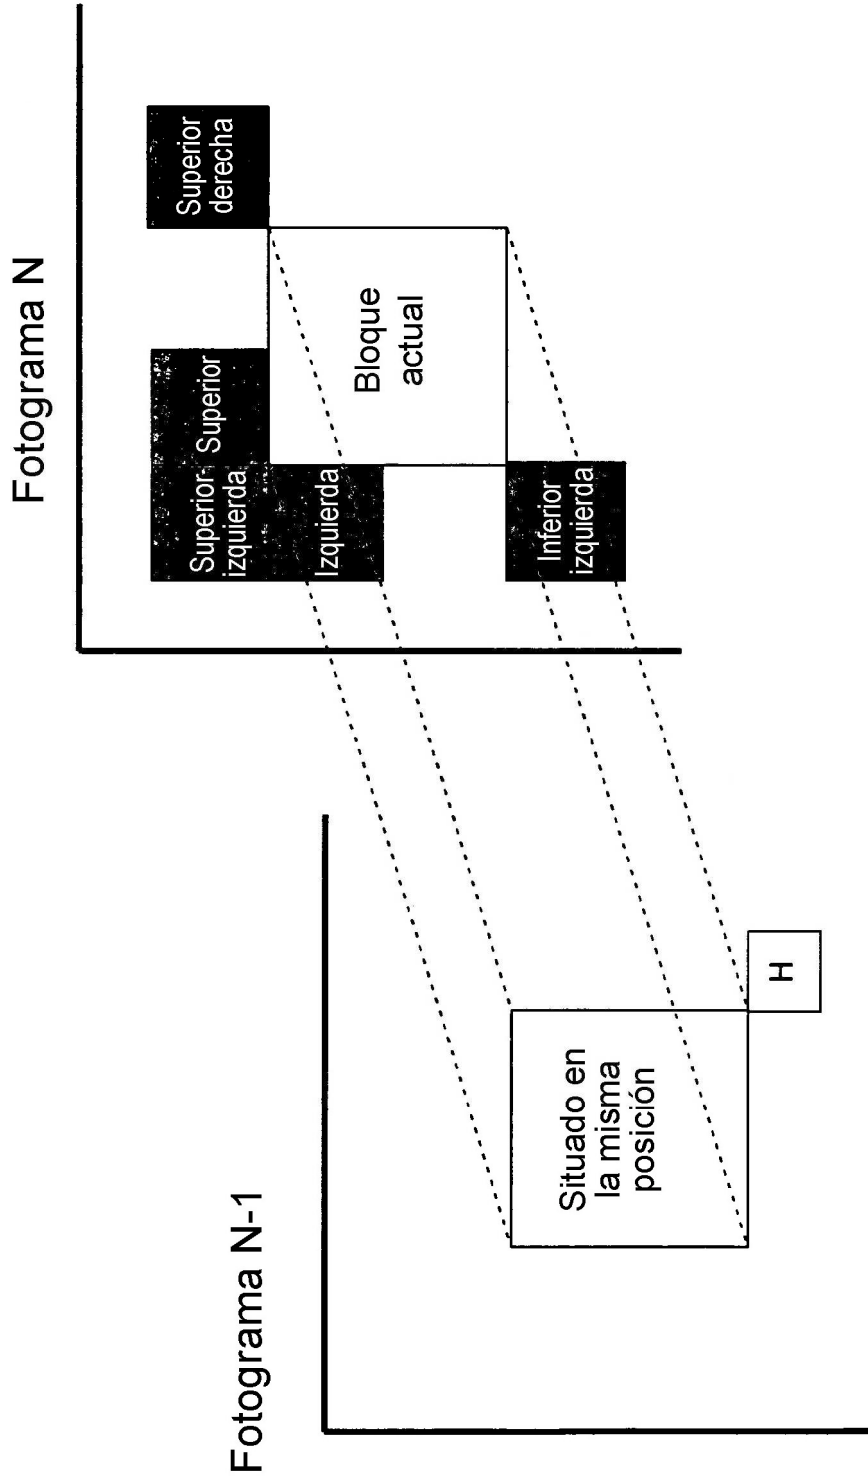 Fotograma N-1
Situado en
la misma
posición
H
Fotograma N
Superior-
izquierda
Superior
Superior
derecha
Izquierda
Bloque
actual
Inferior
izquierda